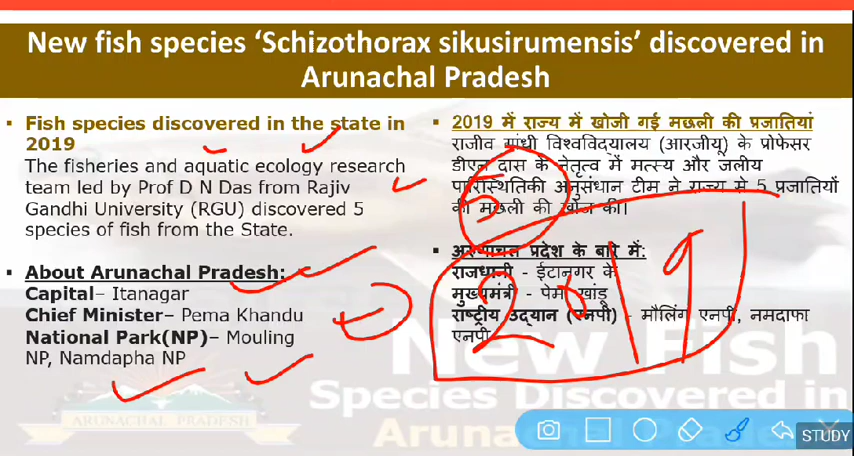 New fish species ‘Schizothorax sikusirumensis’ discovered in
Arunachal Pradesh
Fish species discovered in the state in
2019
The fisheries and aquatic ecology research
team led by Prof D N Das from Rajiv
Gandhi University (RGU) discovered 5
species of fish from the State.
About Arunachal Pradesh:
Capital– Itanagar
Chief Minister– Pema Khandu
National Park(NP)– Mouling
NP, Namdapha NP
2019 में राज्य में खोजी गई मछली की प्रजातियां
राजीव गांधी विश्वविद्यालय (आरजीयू) के प्रोफेसर
डीएन दास के नेतृत्व में मत्स्य और जलीय
पारिस्थितिकी अनुसंधान टीम ने राज्य से 5 प्रजातियों
की मछली की खोज की।
अरुणाचल प्रदेश के बारे में:
राजधानी - ईटानगर के
मुख्यमंत्री - पेमा खांडू
राष्ट्रीय उद्यान (एनपी) - मौलिंग एनपी, नमदाफा
एनपी
5
2019
New Fish
Species Discovered in
Arunachal Prade
ARUNACHAL PRADESH
STUDY